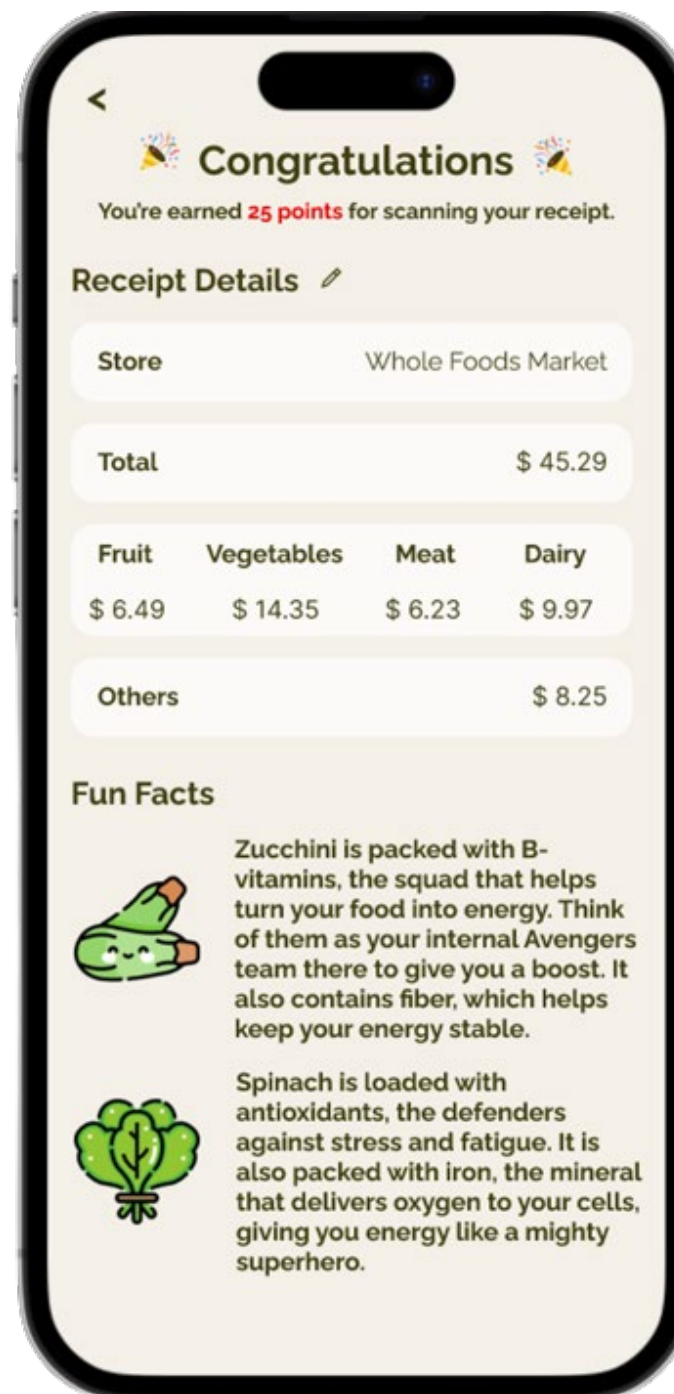 <
Congratulations
You're earned 25 points for scanning your receipt.
Receipt Details
Store Whole Foods Market
Total $ 45.29
Fruit Vegetables Meat Dairy
$ 6.49 $ 14.35 $ 6.23 $ 9.97
Others $ 8.25
Fun Facts
Zucchini is packed with B-
vitamins, the squad that helps
turn your food into energy. Think
of them as your internal Avengers
team there to give you a boost. It
also contains fiber, which helps
keep your energy stable.
Spinach is loaded with
antioxidants, the defenders
against stress and fatigue. It is
also packed with iron, the mineral
that delivers oxygen to your cells,
giving you energy like a mighty
superhero.